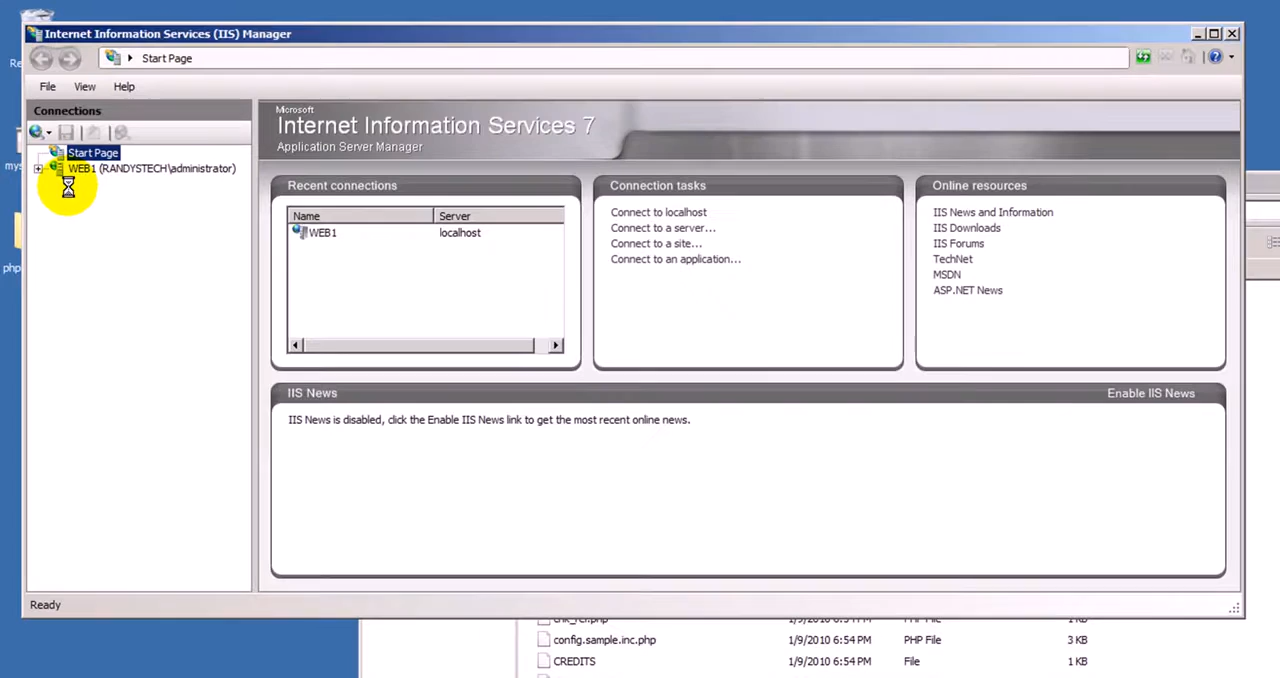 Internet Information Services (IIS) Manager
Start Page
File View Help
Connections
Start Page
WEB1 (RANDYSTECH\administrator)
Microsoft
Internet Information Services 7
Application Server Manager
Recent connections
Name Server
WEB1 localhost
Connection tasks
Connect to localhost
Connect to a server...
Connect to a site...
Connect to an application...
Online resources
IIS News and Information
IIS Downloads
IIS Forums
TechNet
MSDN
ASP.NET News
IIS News Enable IIS News
IIS News is disabled, click the Enable IIS News link to get the most recent online news.
Ready
config.sample.inc.php 1/9/2010 6:54 PM PHP File 3 KB
CREDITS 1/9/2010 6:54 PM File 1 KB